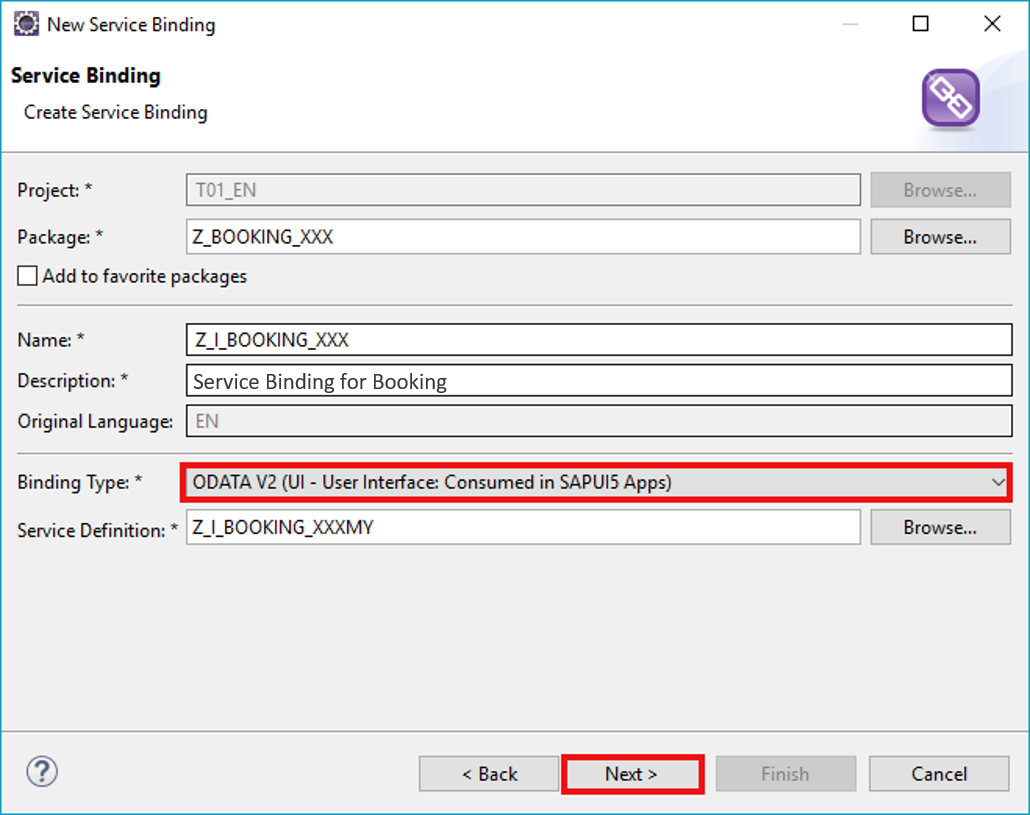 New Service Binding
Service Binding
Create Service Binding
Project: * T01_EN Browse...
Package: * Z_BOOKING_XXX Browse...
Add to favorite packages
Name: * Z_I_BOOKING_XXX
Description: * Service Binding for Booking
Original Language: EN
Binding Type: * ODATA V2 (UI - User Interface: Consumed in SAPUI5 Apps)
Service Definition: * Z_I_BOOKING_XXXMY Browse...
? < Back Next > Finish Cancel